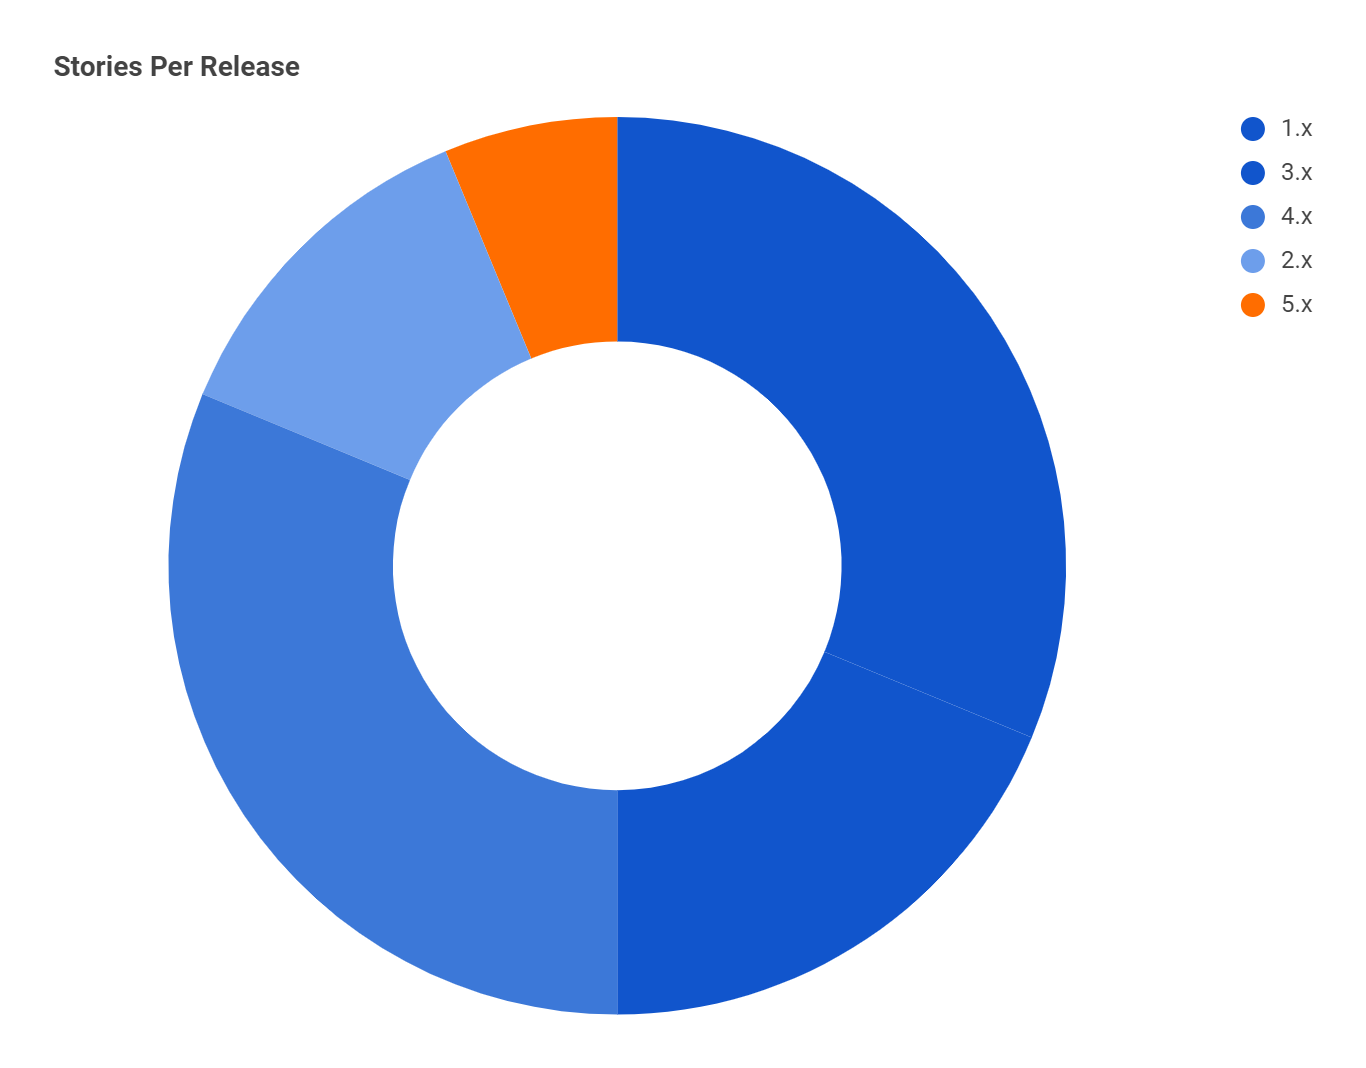 Stories Per Release
1.x
3.x
4.x
2.x
5.x